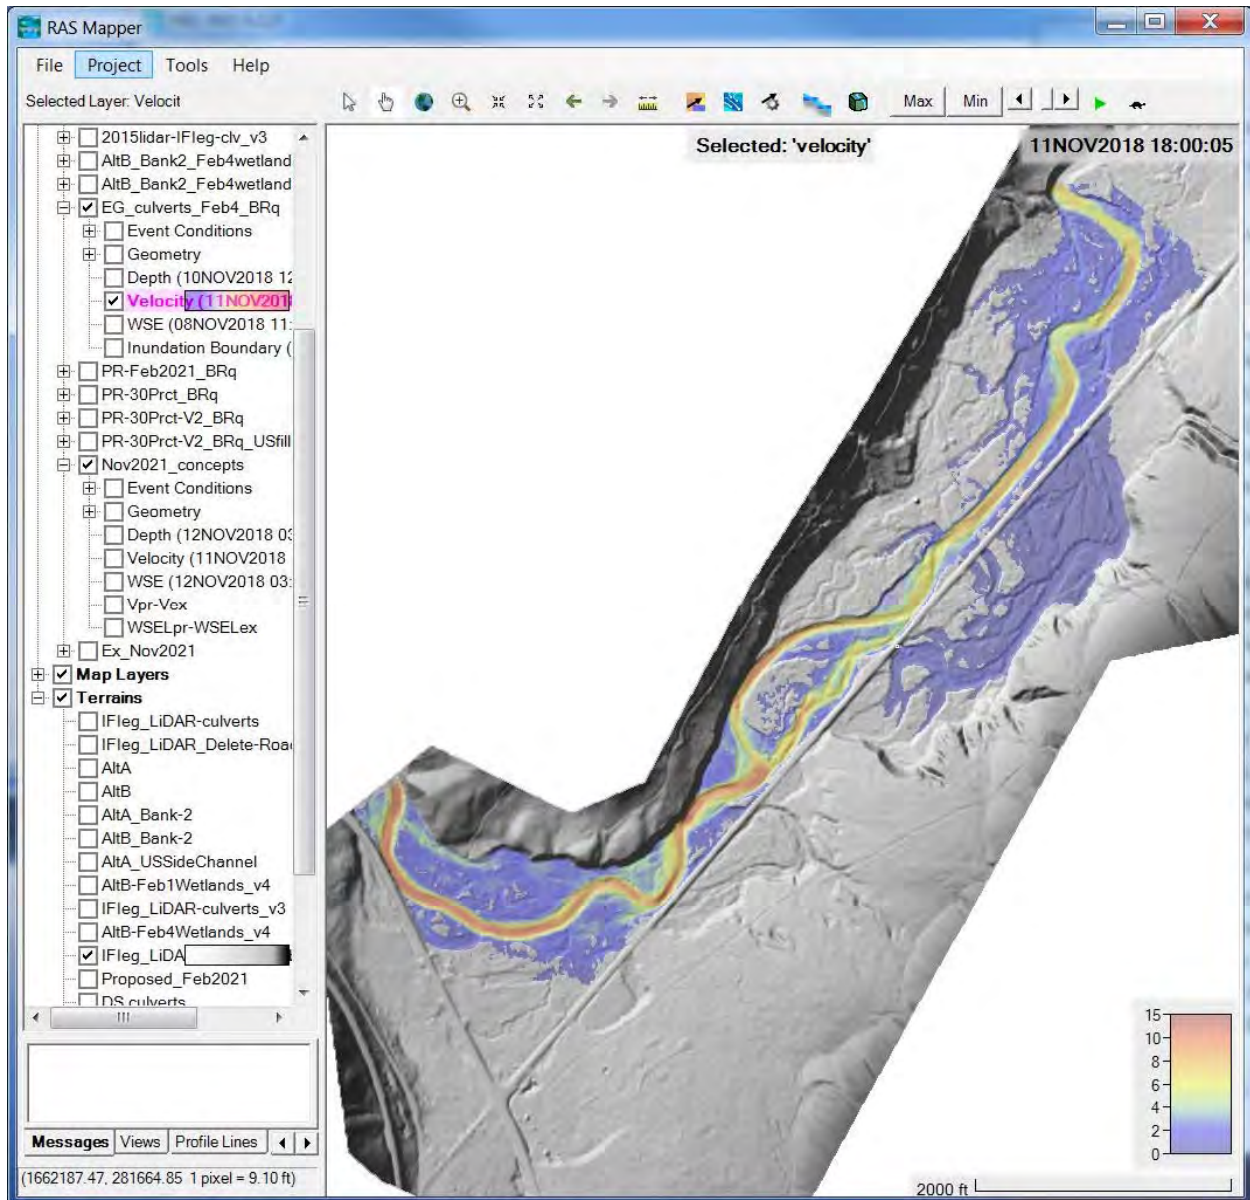 RAS Mapper
File Project Tools Help
Selected Layer: Velocit
Max Min
2015lidar-IFleg-clv_v3
AltB_Bank2_Feb4wetland
AltB_Bank2_Feb4wetland
EG_culverts_Feb4_BRq
Event Conditions
Geometry
Depth (10NOV2018 12
Velocity (11NOV201
WSE (08NOV2018 11:
Inundation Boundary (
PR-Feb2021_BRq
PR-30Prct_BRq
PR-30Prct-V2_BRq
PR-30Prct-V2_BRq_USfill
Nov2021_concepts
Event Conditions
Geometry
Depth (12NOV2018 03:
Velocity (11NOV2018
WSE (12NOV2018 03:
Vpr-Vex
WSELpr-WSELex
Ex_Nov2021
Map Layers
Terrains
IFleg_LiDAR-culverts
IFleg_LiDAR_Delete-Road
AltA
AltB
AltA_Bank-2
AltB_Bank-2
AltA_USSideChannel
AltB-Feb1Wetlands_v4
IFleg_LiDAR-culverts_v3
AltB-Feb4Wetlands_v4
IFleg_LiDA
Proposed_Feb2021
DS culverts
Messages Views Profile Lines
(1662187.47, 281664.85 1 pixel = 9.10 ft)
Selected: 'velocity'
11NOV2018 18:00:05
15
10
8
6
4
2
0
2000 ft